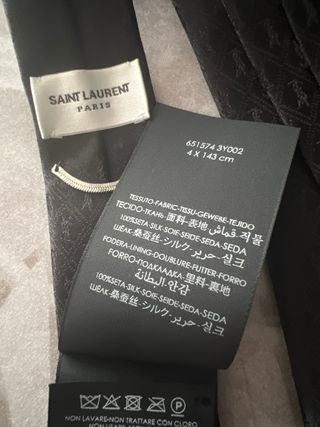 SAINT LAURENT
PARIS
651574 3Y002
4 X 143 cm
TESSUTO-FABRIC-TISSU-GEWEBE-TEJIDO
TECIDO-ТКАНЬ-面料-表地-قماش-직물
100%SETA-SILK-SOIE-SEIDE-SEDA-SEDA
ШЁЛК-桑蚕丝-シルク-حرير-실크
FODERA-LINING-DOUBLURE-FUTTER-FORRO
FORRO-ПОДКЛАДКА-里料-裏地
안감-البطانة
100%SETA-SILK-SOIE-SEIDE-SEDA-SEDA
ШЁЛК-桑蚕丝-シルク-حرير-실크
NON LAVARE-NON TRATTARE CON CLORO